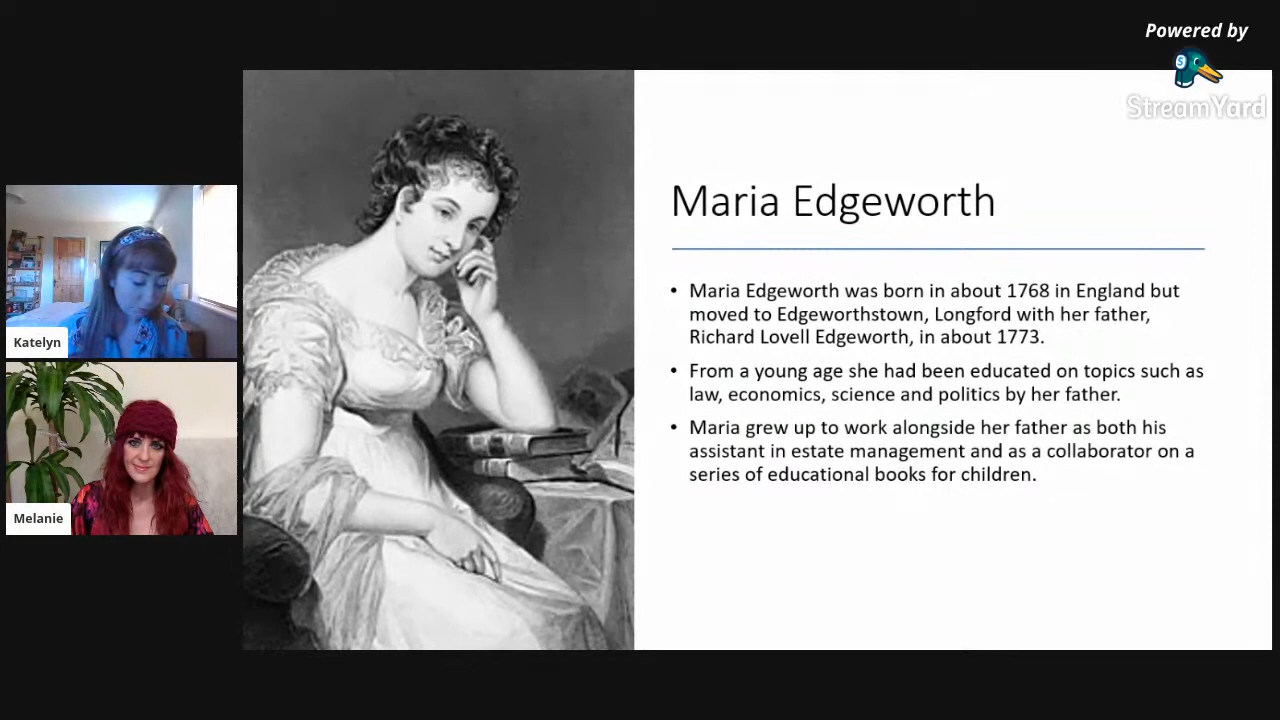 Powered by
StreamYard
Katelyn
Melanie
Maria Edgeworth
• Maria Edgeworth was born in about 1768 in England but
moved to Edgeworthstown, Longford with her father,
Richard Lovell Edgeworth, in about 1773.
• From a young age she had been educated on topics such as
law, economics, science and politics by her father.
• Maria grew up to work alongside her father as both his
assistant in estate management and as a collaborator on a
series of educational books for children.